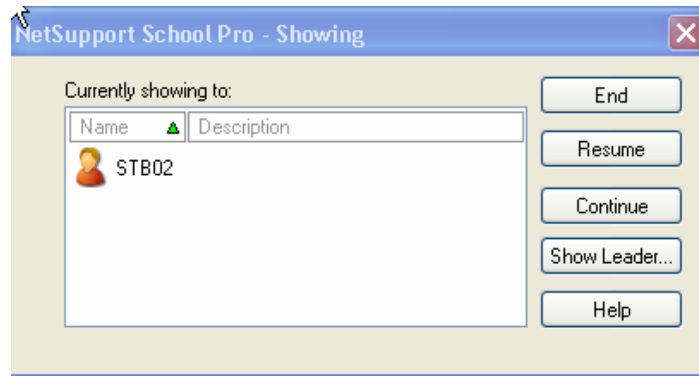 NetSupport School Pro - Showing
Currently showing to:
Name Description
STB02
End
Resume
Continue
Show Leader...
Help